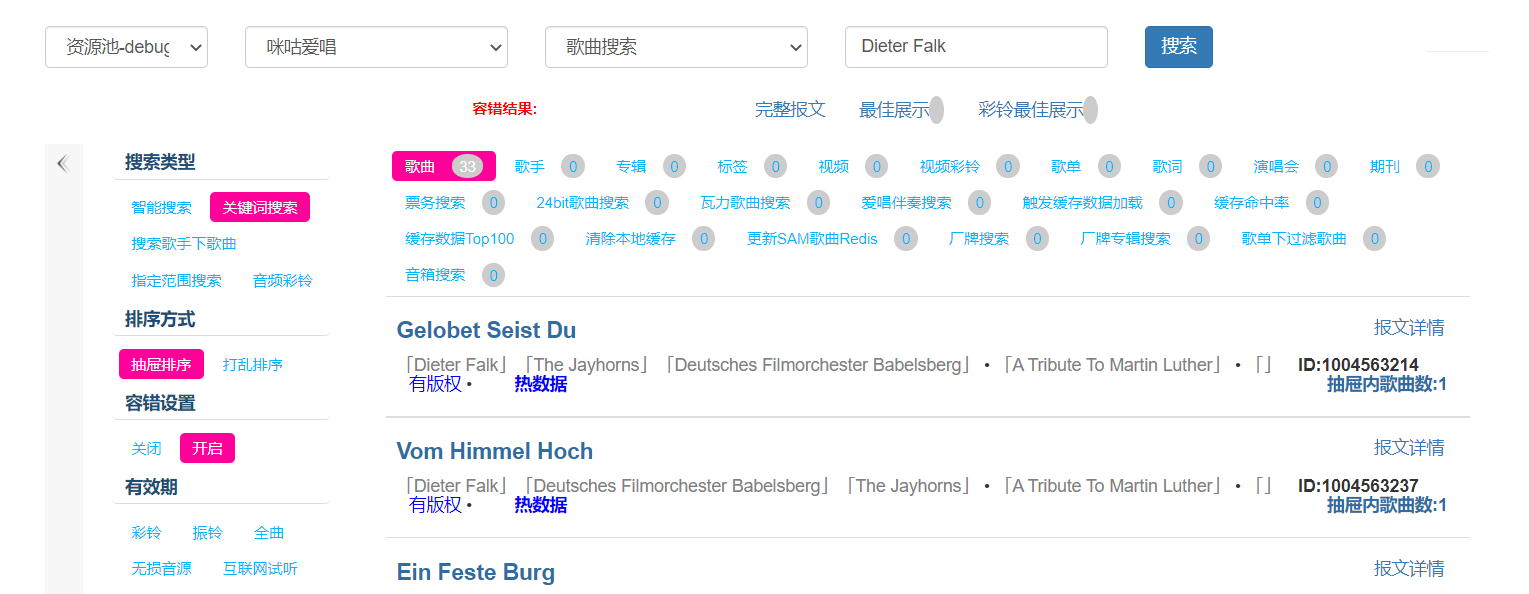 资源池-debug 咪咕爱唱 歌曲搜索 Dieter Falk 搜索
容错结果: 完整报文 最佳展示 彩铃最佳展示
搜索类型
智能搜索 关键词搜索
搜索歌手下歌曲
指定范围搜索 音频彩铃
排序方式
抽屉排序 打乱排序
容错设置
关闭 开启
有效期
彩铃 振铃 全曲
无损音源 互联网试听
歌曲 33 歌手 0 专辑 0 标签 0 视频 0 视频彩铃 0 歌单 0 歌词 0 演唱会 0 期刊 0
票务搜索 0 24bit歌曲搜索 0 瓦力歌曲搜索 0 爱唱伴奏搜索 0 触发缓存数据加载 0 缓存命中率 0
缓存数据Top100 0 清除本地缓存 0 更新SAM歌曲Redis 0 厂牌搜索 0 厂牌专辑搜索 0 歌单下过滤歌曲 0
音箱搜索 0
Gelobet Seist Du 报文详情
「Dieter Falk」 「The Jayhorns」 「Deutsches Filmorchester Babelsberg」 • 「A Tribute To Martin Luther」 • 「」 ID:1004563214
有版权 • 热数据 抽屉内歌曲数:1
Vom Himmel Hoch 报文详情
「Dieter Falk」 「Deutsches Filmorchester Babelsberg」 「The Jayhorns」 • 「A Tribute To Martin Luther」 • 「」 ID:1004563237
有版权 • 热数据 抽屉内歌曲数:1
Ein Feste Burg 报文详情